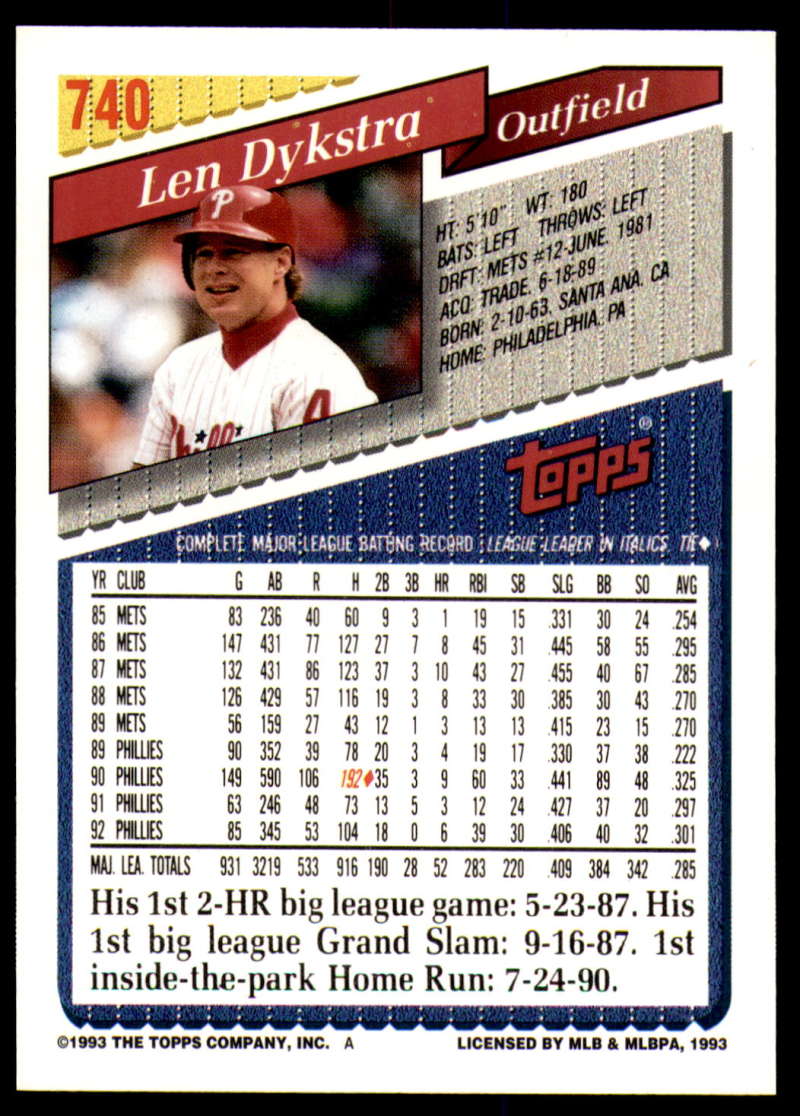 740
Len Dykstra
Outfield
P
HT: 5'10" WT: 180
BATS: LEFT THROWS: LEFT
DRFT: METS #12-JUNE, 1981
ACQ: TRADE, 6-18-89
BORN: 2-10-63, SANTA ANA, CA
HOME: PHILADELPHIA, PA
Phill
4
topps®
COMPLETE MAJOR LEAGUE BATTING RECORD (LEAGUE LEADER IN ITALICS, TIE♦)
YR CLUB G AB R H 2B 3B HR RBI SB SLG BB SO AVG
85 METS 83 236 40 60 9 3 1 19 15 .331 30 24 .254
86 METS 147 431 77 127 27 7 8 45 31 .445 58 55 .295
87 METS 132 431 86 123 37 3 10 43 27 .455 40 67 .285
88 METS 126 429 57 116 19 3 8 33 30 .385 30 43 .270
89 METS 56 159 27 43 12 1 3 13 13 .415 23 15 .270
89 PHILLIES 90 352 39 78 20 3 4 19 17 .330 37 38 .222
90 PHILLIES 149 590 106 192♦ 35 3 9 60 33 .441 89 48 .325
91 PHILLIES 63 246 48 73 13 5 3 12 24 .427 37 20 .297
92 PHILLIES 85 345 53 104 18 0 6 39 30 .406 40 32 .301
MAJ. LEA. TOTALS 931 3219 533 916 190 28 52 283 220 .409 384 342 .285
His 1st 2-HR big league game: 5-23-87. His
1st big league Grand Slam: 9-16-87. 1st
inside-the-park Home Run: 7-24-90.
©1993 THE TOPPS COMPANY, INC. A LICENSED BY MLB & MLBPA, 1993